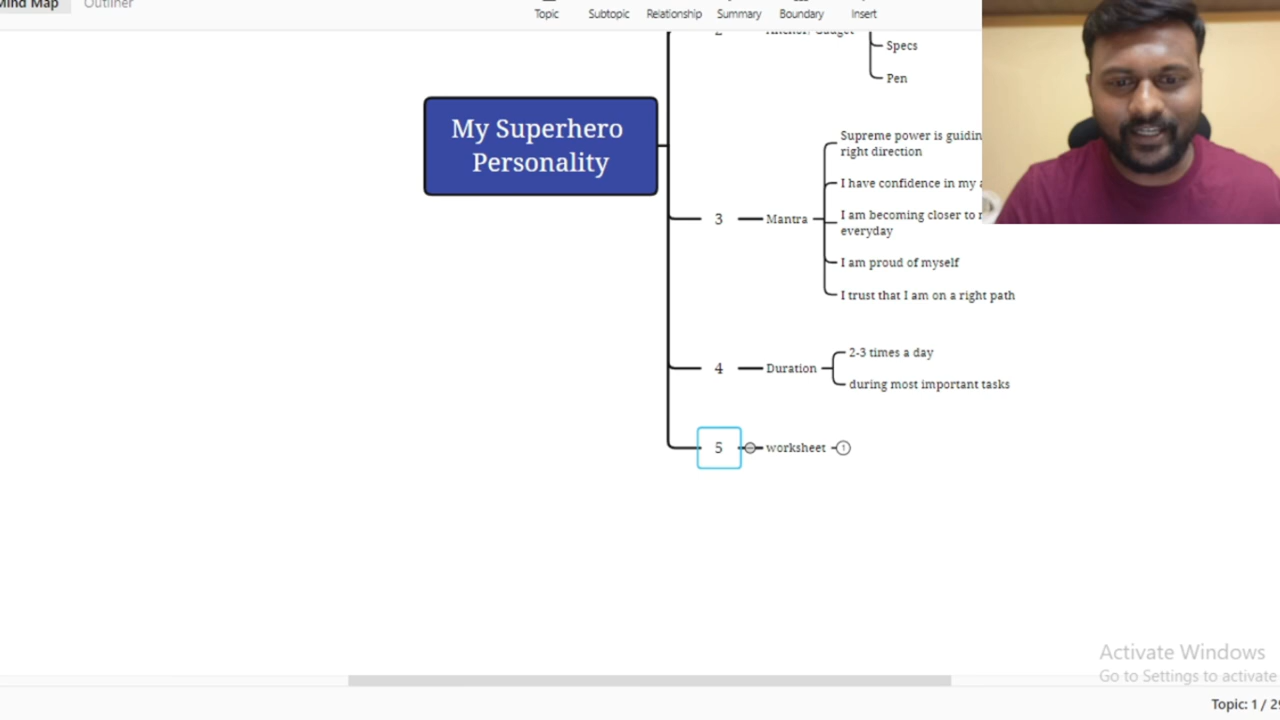 Mind Map Outliner
Topic Subtopic Relationship Summary Boundary Insert
2 Anchor/ Gadget
Specs
Pen
My Superhero
Personality
Supreme power is
right direction
I have confidence in my
I am becoming closer to
everyday
3 Mantra
I am proud of myself
I trust that I am on a right path
2-3 times a day
4 Duration
during most important tasks
5 worksheet 1
Activate Windows
Go to Settings to activate
Topic: 1 /